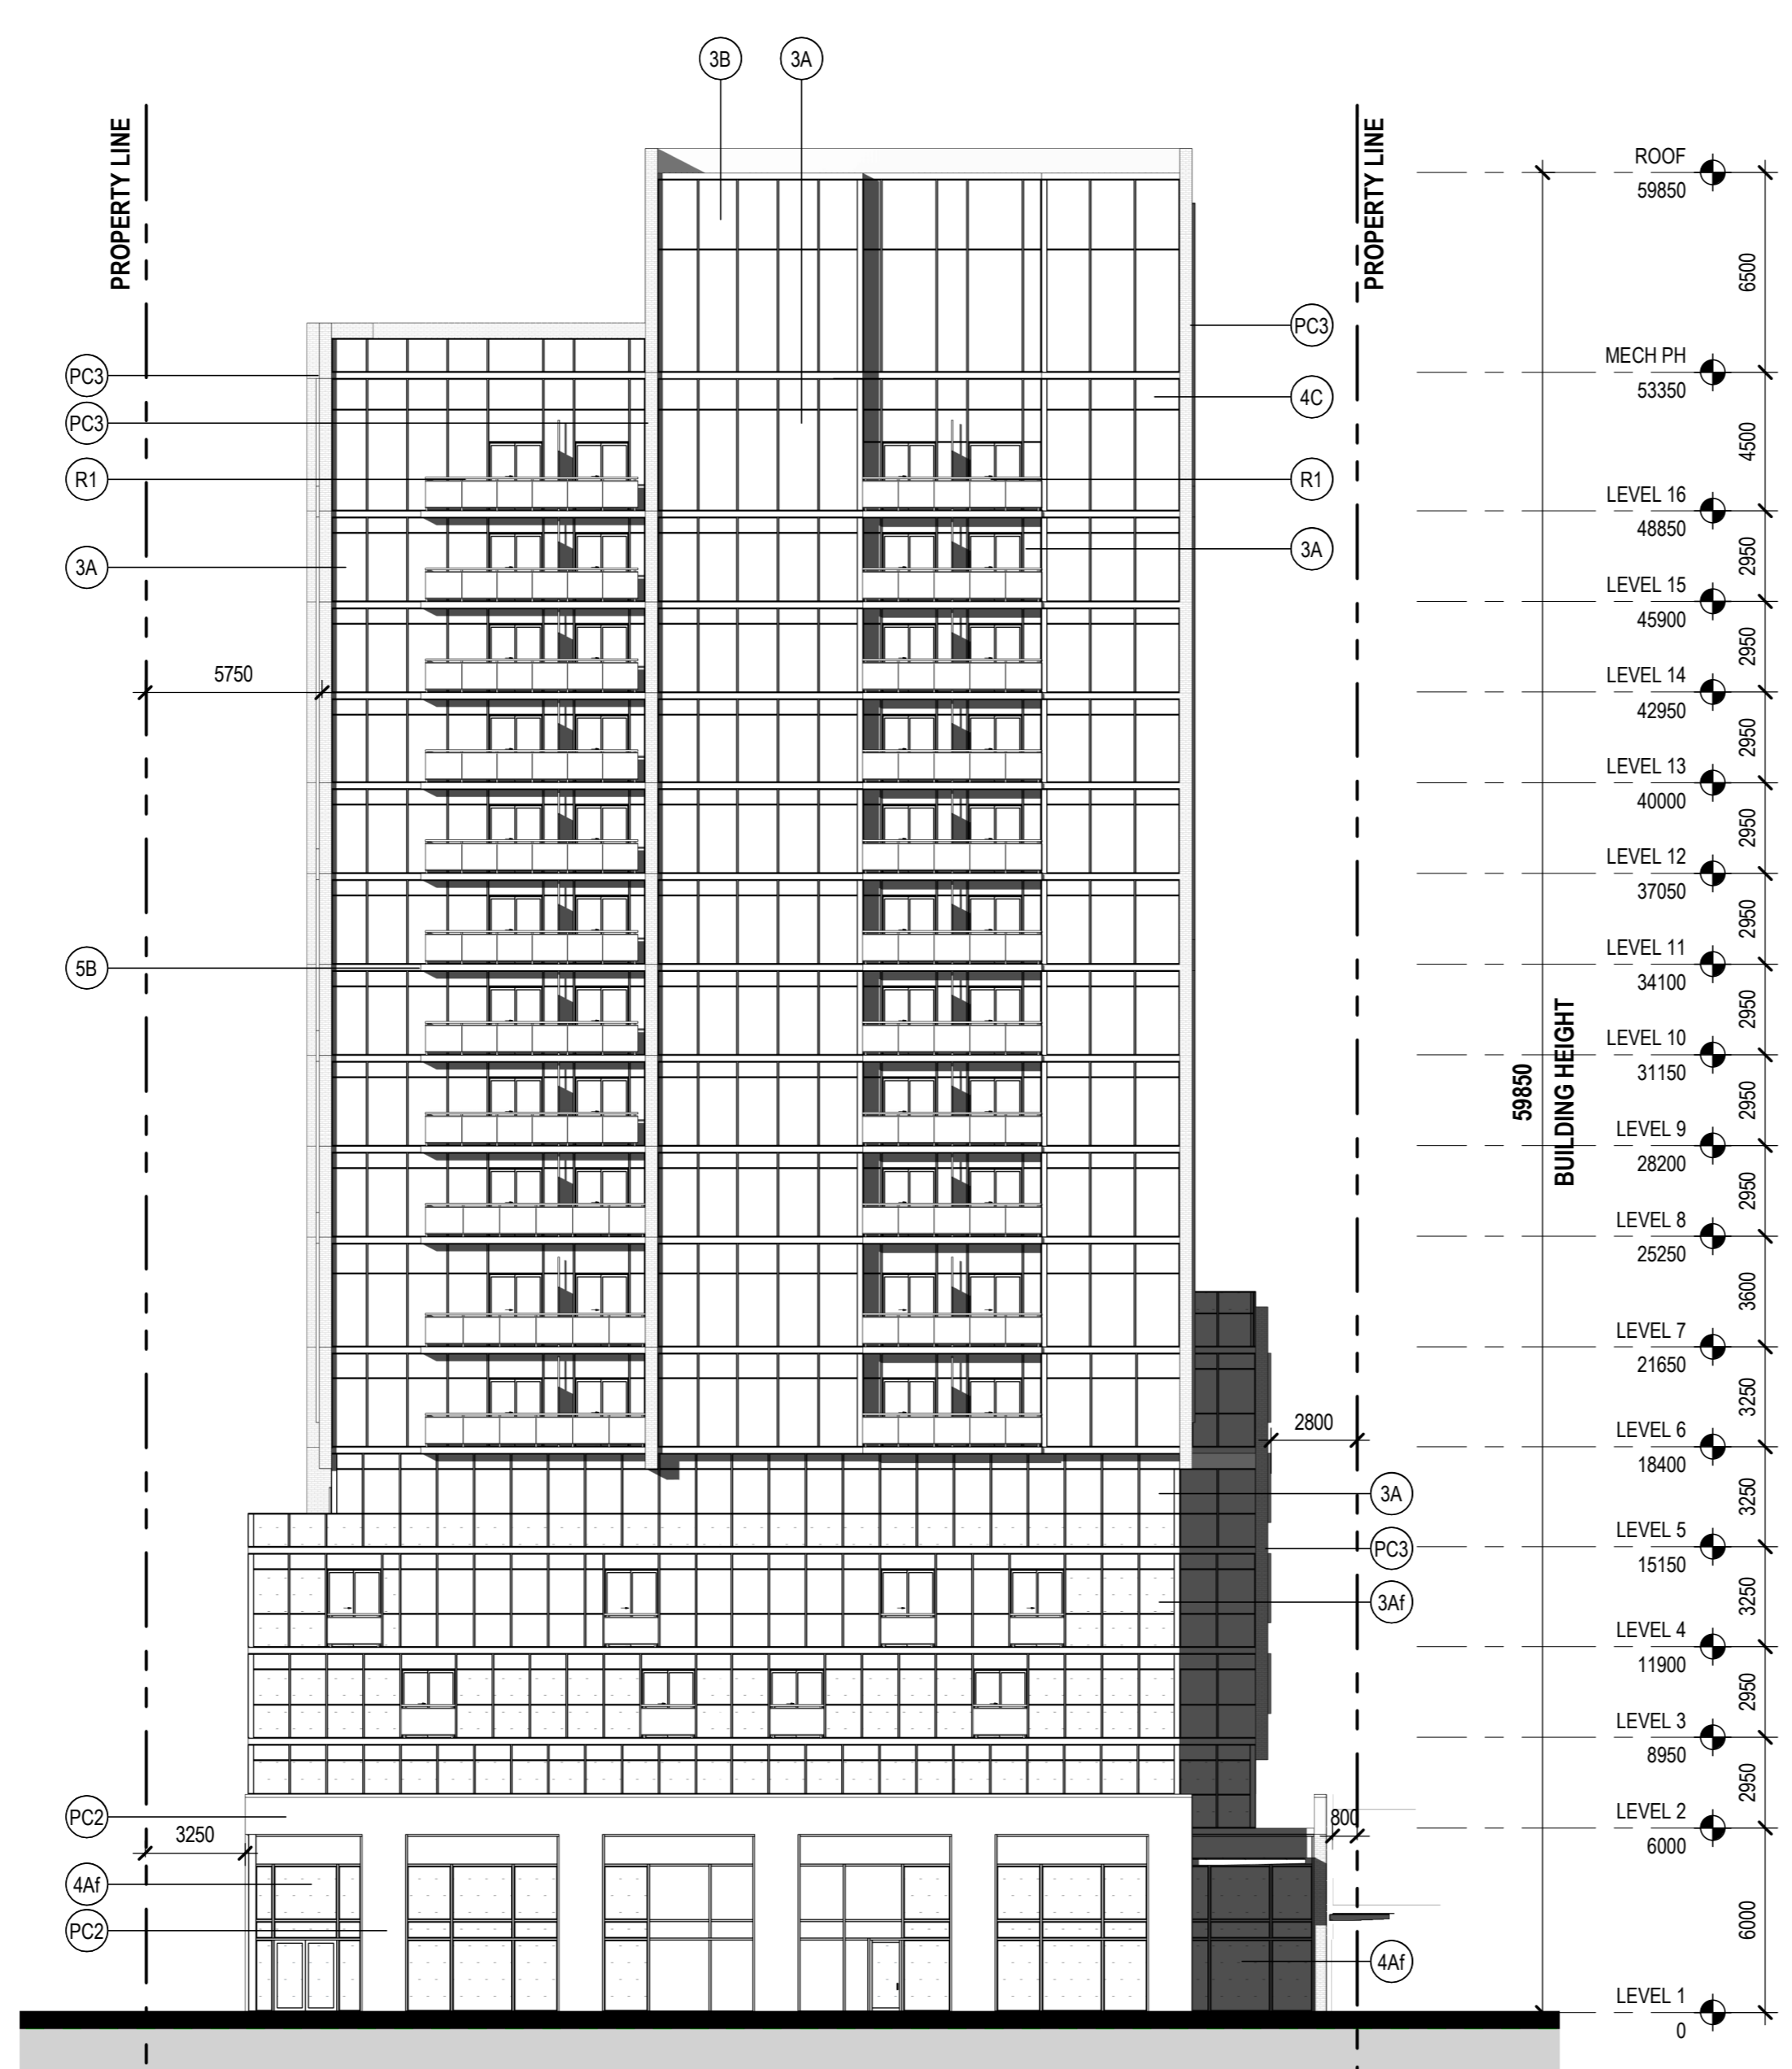 3B
3A
PROPERTY LINE
PROPERTY LINE
ROOF
59850
6500
PC3
MECH PH
53350
PC3
4C
PC3
4500
R1
R1
LEVEL 16
48850
3A
3A
2950
LEVEL 15
45900
2950
5750
LEVEL 14
42950
2950
LEVEL 13
40000
2950
LEVEL 12
37050
2950
5B
LEVEL 11
34100
2950
LEVEL 10
31150
59850
BUILDING HEIGHT
2950
LEVEL 9
28200
2950
LEVEL 8
25250
3600
LEVEL 7
21650
3250
2800
LEVEL 6
18400
3A
3250
PC3
LEVEL 5
15150
3Af
3250
LEVEL 4
11900
2950
LEVEL 3
8950
2950
PC2
800
LEVEL 2
6000
3250
4Af
PC2
6000
4Af
LEVEL 1
0